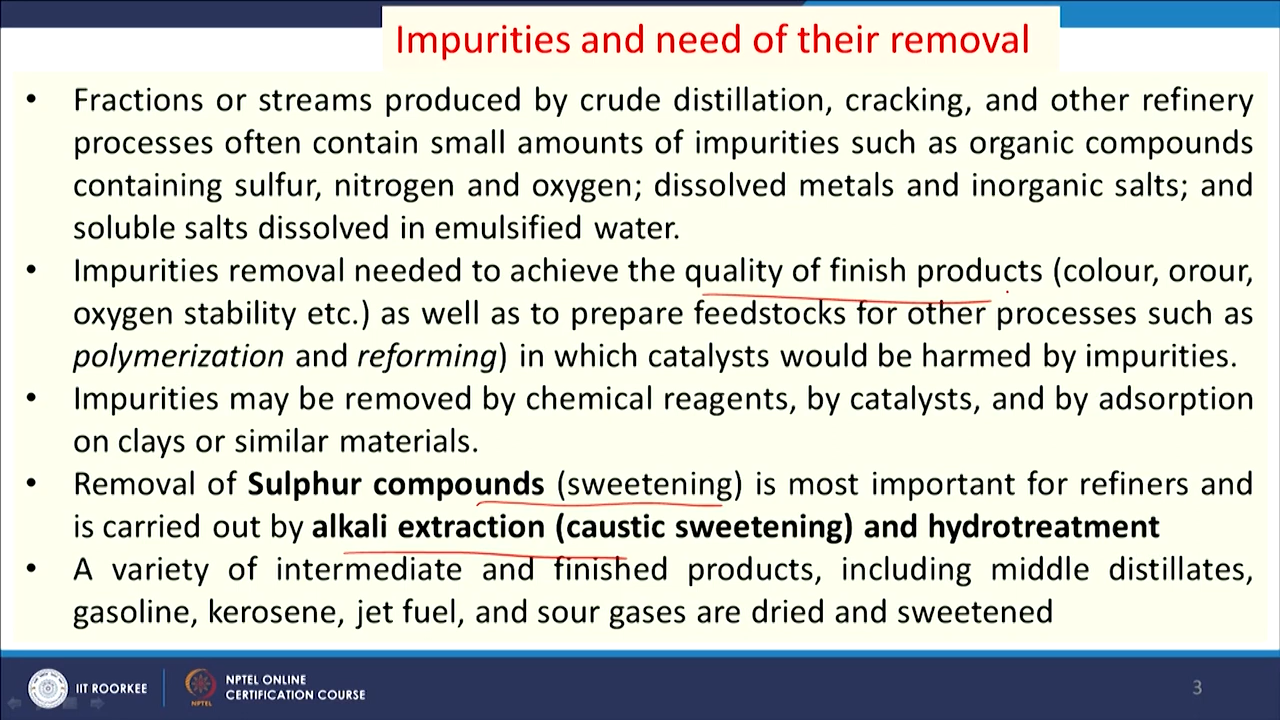 Impurities and need of their removal
• Fractions or streams produced by crude distillation, cracking, and other refinery
processes often contain small amounts of impurities such as organic compounds
containing sulfur, nitrogen and oxygen; dissolved metals and inorganic salts; and
soluble salts dissolved in emulsified water.
• Impurities removal needed to achieve the quality of finish products (colour, orour,
oxygen stability etc.) as well as to prepare feedstocks for other processes such as
polymerization and reforming) in which catalysts would be harmed by impurities.
• Impurities may be removed by chemical reagents, by catalysts, and by adsorption
on clays or similar materials.
• Removal of Sulphur compounds (sweetening) is most important for refiners and
is carried out by alkali extraction (caustic sweetening) and hydrotreatment
• A variety of intermediate and finished products, including middle distillates,
gasoline, kerosene, jet fuel, and sour gases are dried and sweetened
IIT ROORKEE
NPTEL
NPTEL ONLINE
CERTIFICATION COURSE
3